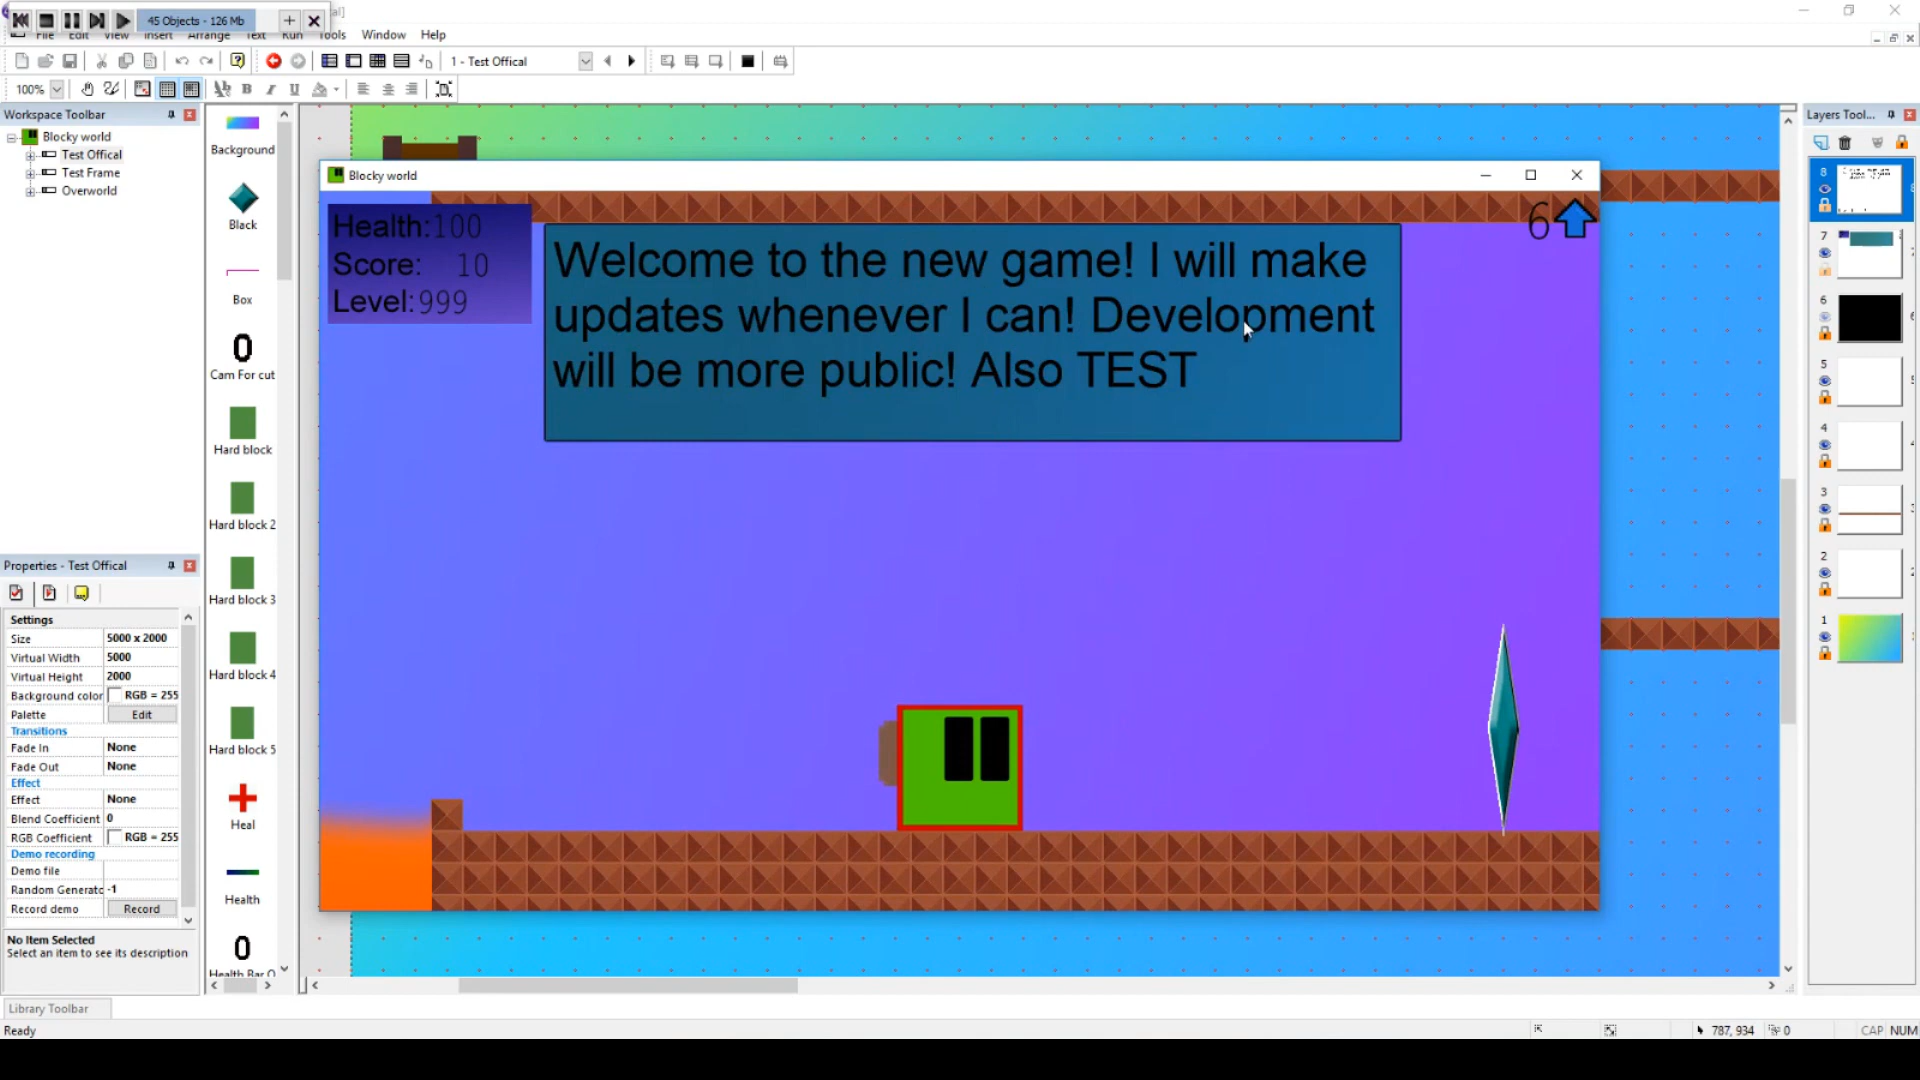 45 Objects - 126 Mb
al]
File Edit View Insert Arrange Text Run Tools Window Help
1 - Test Offical
100%
Workspace Toolbar
Blocky world
Test Offical
Test Frame
Overworld
Background
Black
Box
0
Cam For cut
Hard block
Hard block 2
Hard block 3
Hard block 4
Hard block 5
Heal
Health
0
Health Bar O
Blocky world
Health:100
Score: 10
Level:999
Welcome to the new game! I will make
updates whenever I can! Development
will be more public! Also TEST
6
Layers Tool...
8
7
6
5
4
3
2
1
Properties - Test Offical
Settings
Size 5000 x 2000
Virtual Width 5000
Virtual Height 2000
Background color RGB = 255
Palette Edit
Transitions
Fade In None
Fade Out None
Effect
Effect None
Blend Coefficient 0
RGB Coefficient RGB = 255
Demo recording
Demo file
Random Generatc -1
Record demo Record
No Item Selected
Select an item to see its description
Library Toolbar
Ready
787, 934
0
CAP NUM